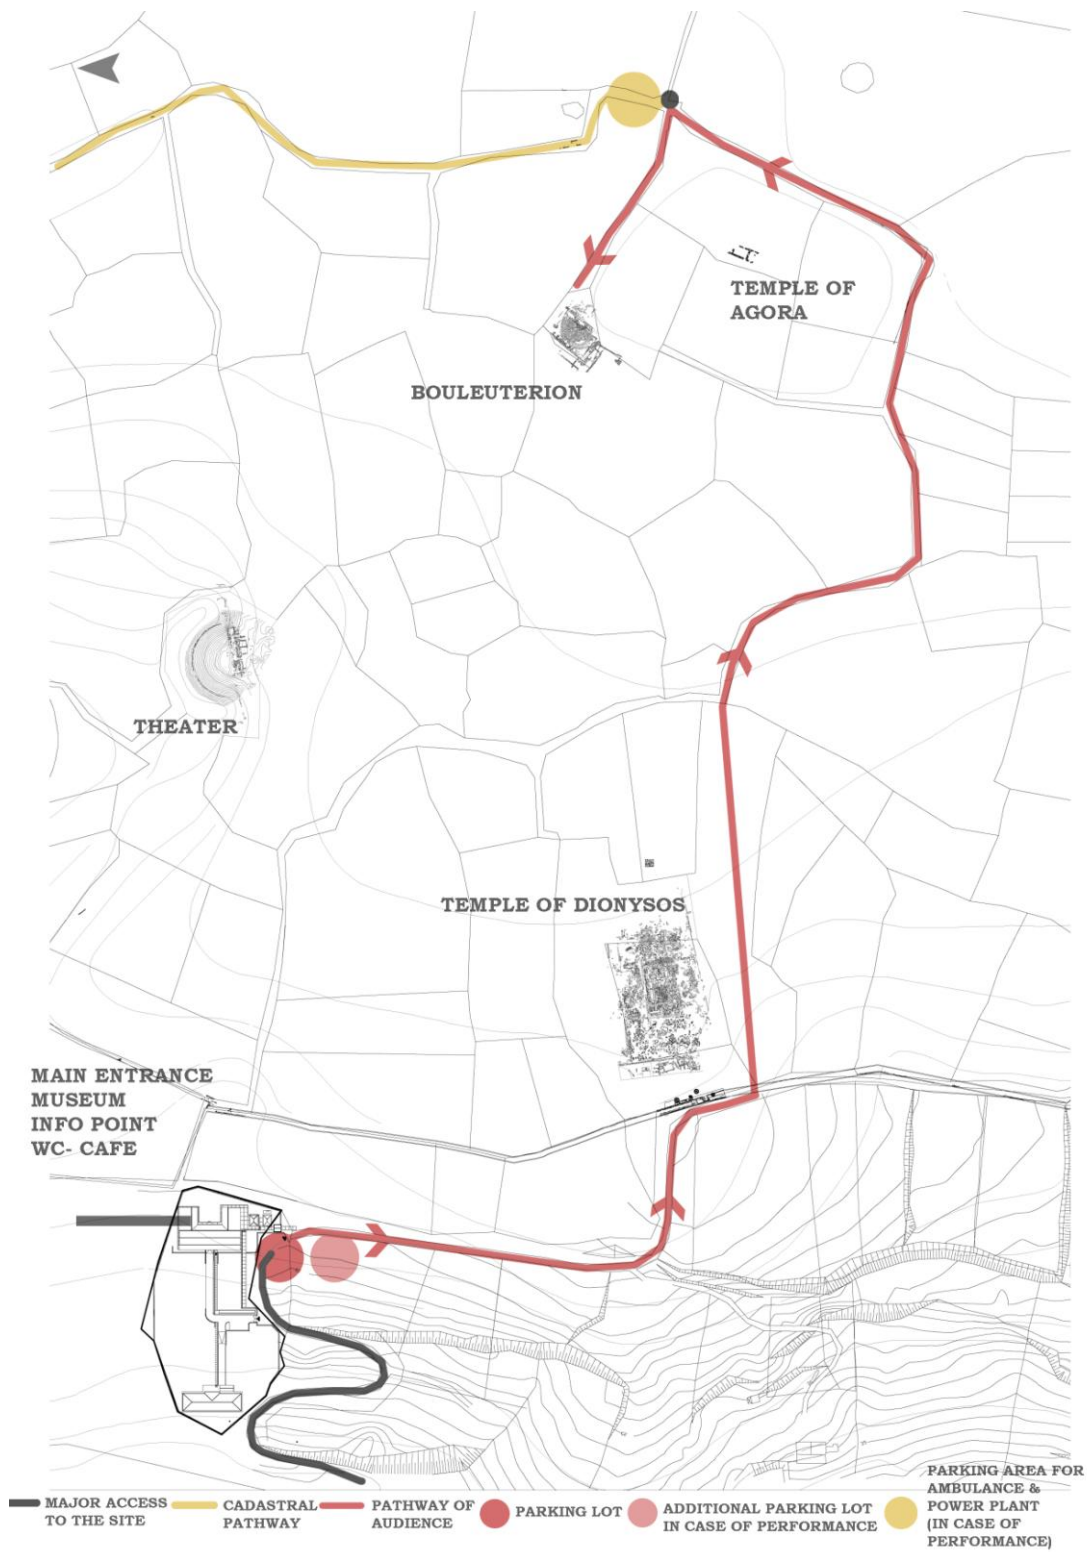 TEMPLE OF
AGORA
BOULEUTERION
THEATER
TEMPLE OF DIONYSOS
MAIN ENTRANCE
MUSEUM
INFO POINT
WC- CAFE
MAJOR ACCESS
TO THE SITE
CADASTRAL
PATHWAY
PATHWAY OF
AUDIENCE
PARKING LOT
ADDITIONAL PARKING LOT
IN CASE OF PERFORMANCE
PARKING AREA FOR
AMBULANCE &
POWER PLANT
(IN CASE OF
PERFORMANCE)